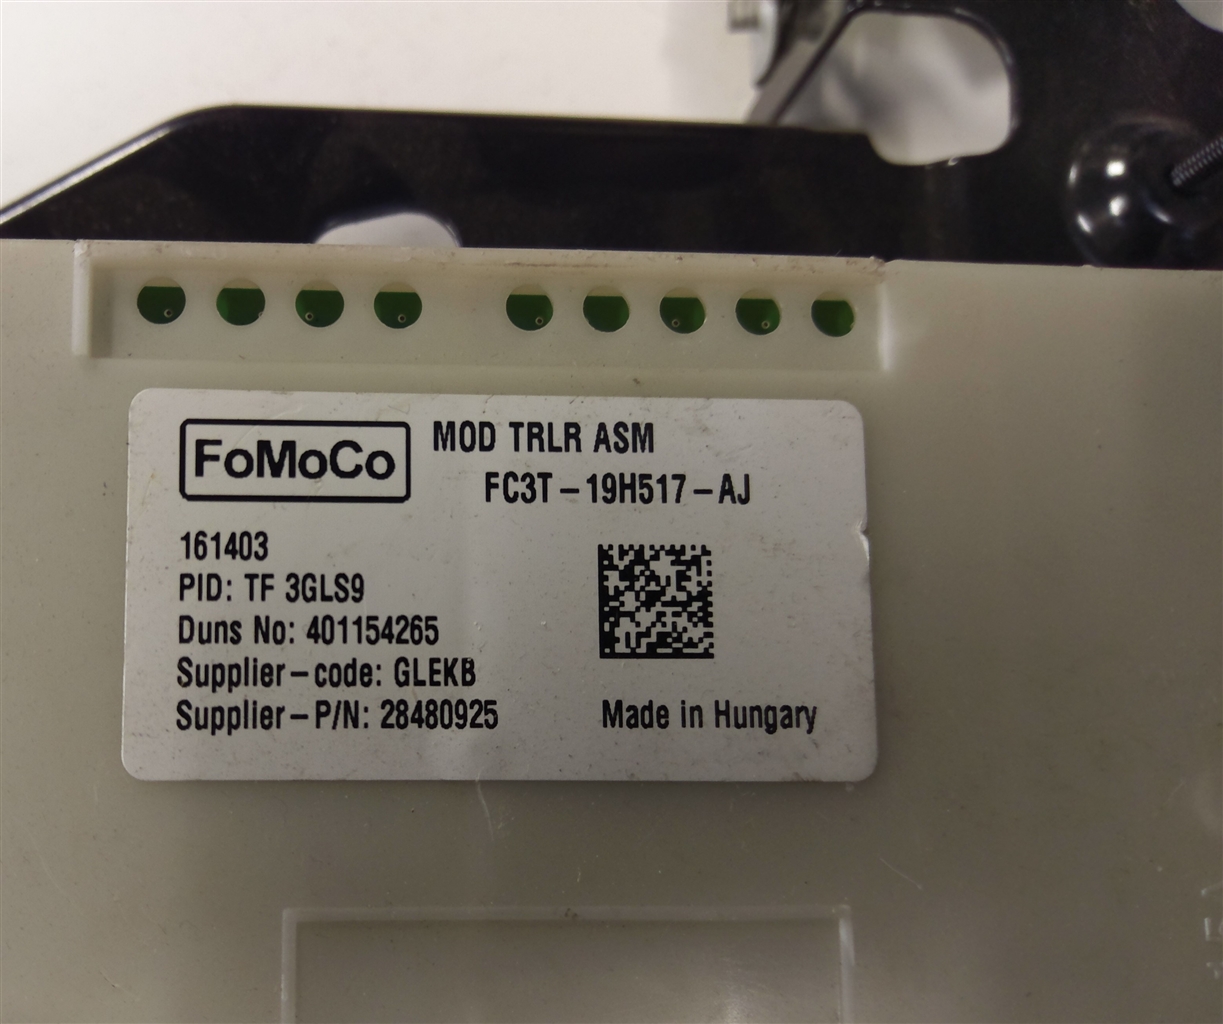 FoMoCo
MOD TRLR ASM
FC3T-19H517-AJ
161403
PID: TF 3GLS9
Duns No: 401154265
Supplier-code: GLEKB
Supplier-P/N: 28480925
Made in Hungary